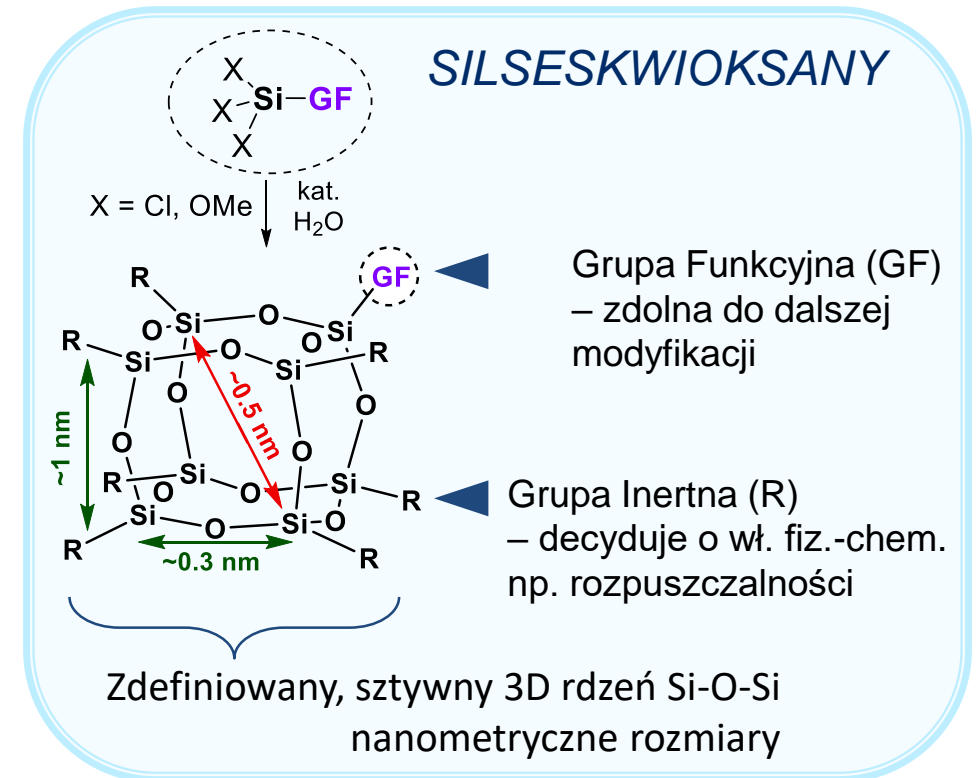 SILSESKWIOKSANY
X
X Si GF
X
X = Cl, OMe
kat.
H₂O
GF
R
Si O Si
O O
R Si O Si R
O O O
O O
R Si O Si R
O
Si O Si O
R R
~0.5 nm
~1 nm
~0.3 nm
Grupa Funkcyjna (GF)
– zdolna do dalszej
modyfikacji
Grupa Inertna (R)
– decyduje o wł. fiz.-chem.
np. rozpuszczalności
Zdefiniowany, sztywny 3D rdzeń Si-O-Si
nanometryczne rozmiary